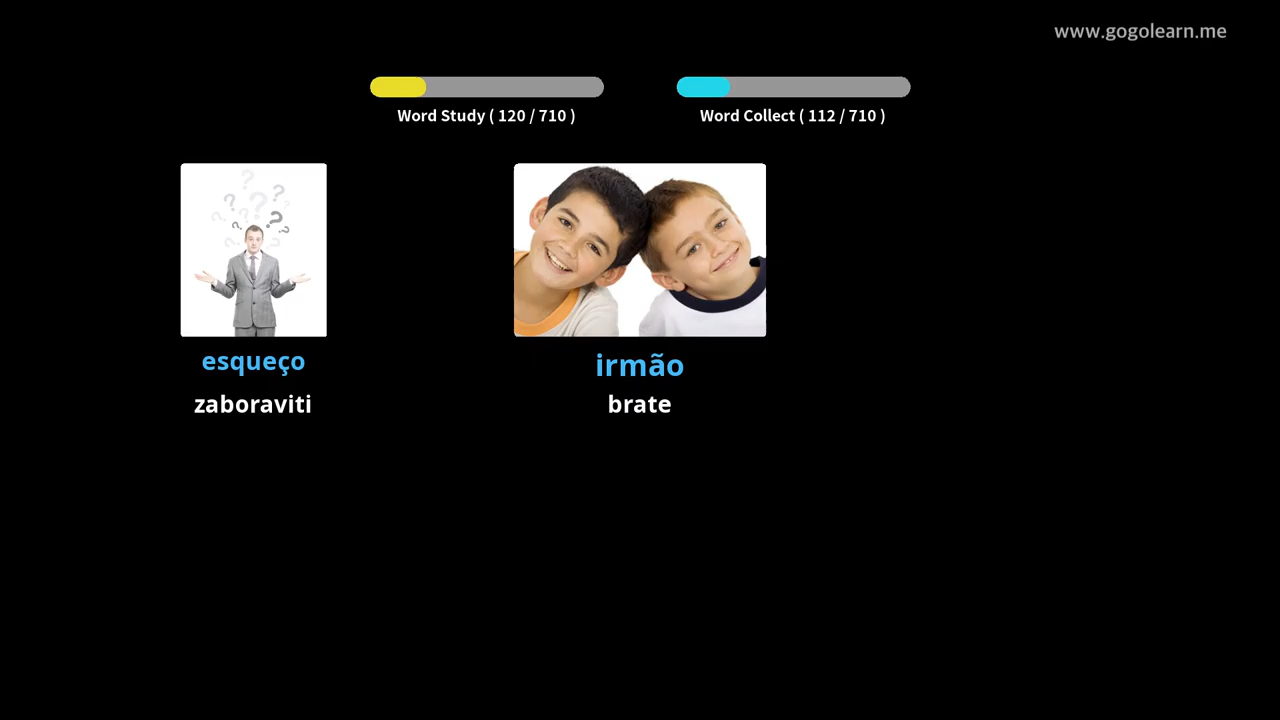 www.gogolearn.me
Word Study ( 120 / 710 )
Word Collect ( 112 / 710 )
esqueço
zaboraviti
irmão
brate